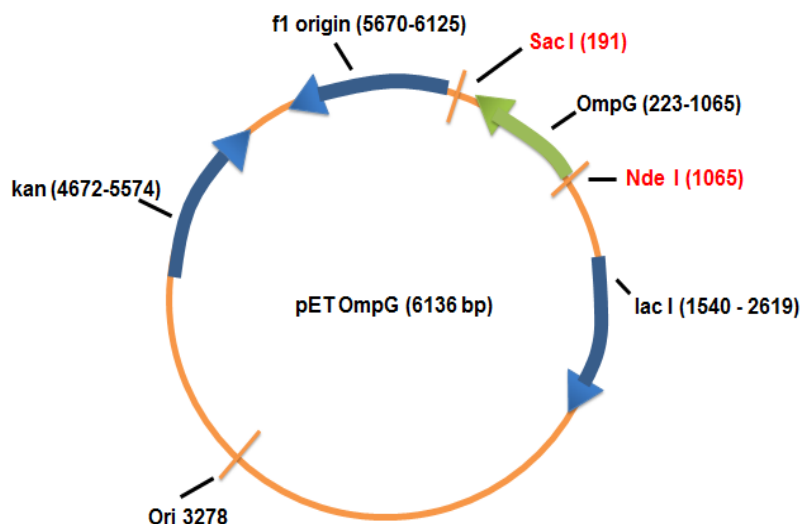 f1 origin (5670-6125)
Sac I (191)
OmpG (223-1065)
kan (4672-5574)
Nde I (1065)
pET OmpG (6136 bp)
lac I (1540 - 2619)
Ori 3278